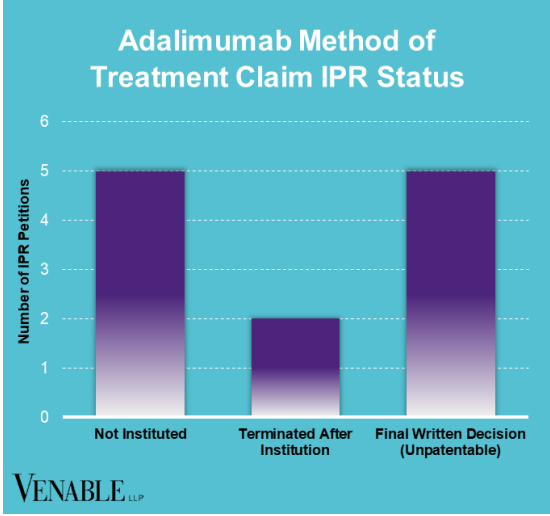 Adalimumab Method of
Treatment Claim IPR Status
Number of IPR Petitions
6
5
4
3
2
1
0
Not Instituted
Terminated After
Institution
Final Written Decision
(Unpatentable)
VENABLE LLP